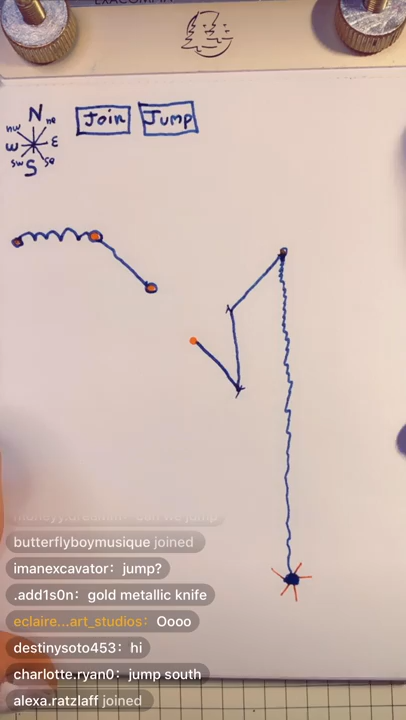 N
nw ne
W E
sw se
S
Join Jump
butterflyboymusique joined
imanexcavator: jump?
.add1s0n: gold metallic knife
eclaire...art_studios: Oooo
destinysoto453: hi
charlotte.ryan0: jump south
alexa.ratzlaff joined